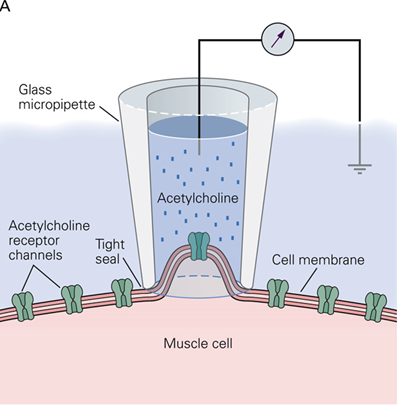 A
Glass
micropipette
Acetylcholine
Acetylcholine
receptor
channels
Tight
seal
Cell membrane
Muscle cell